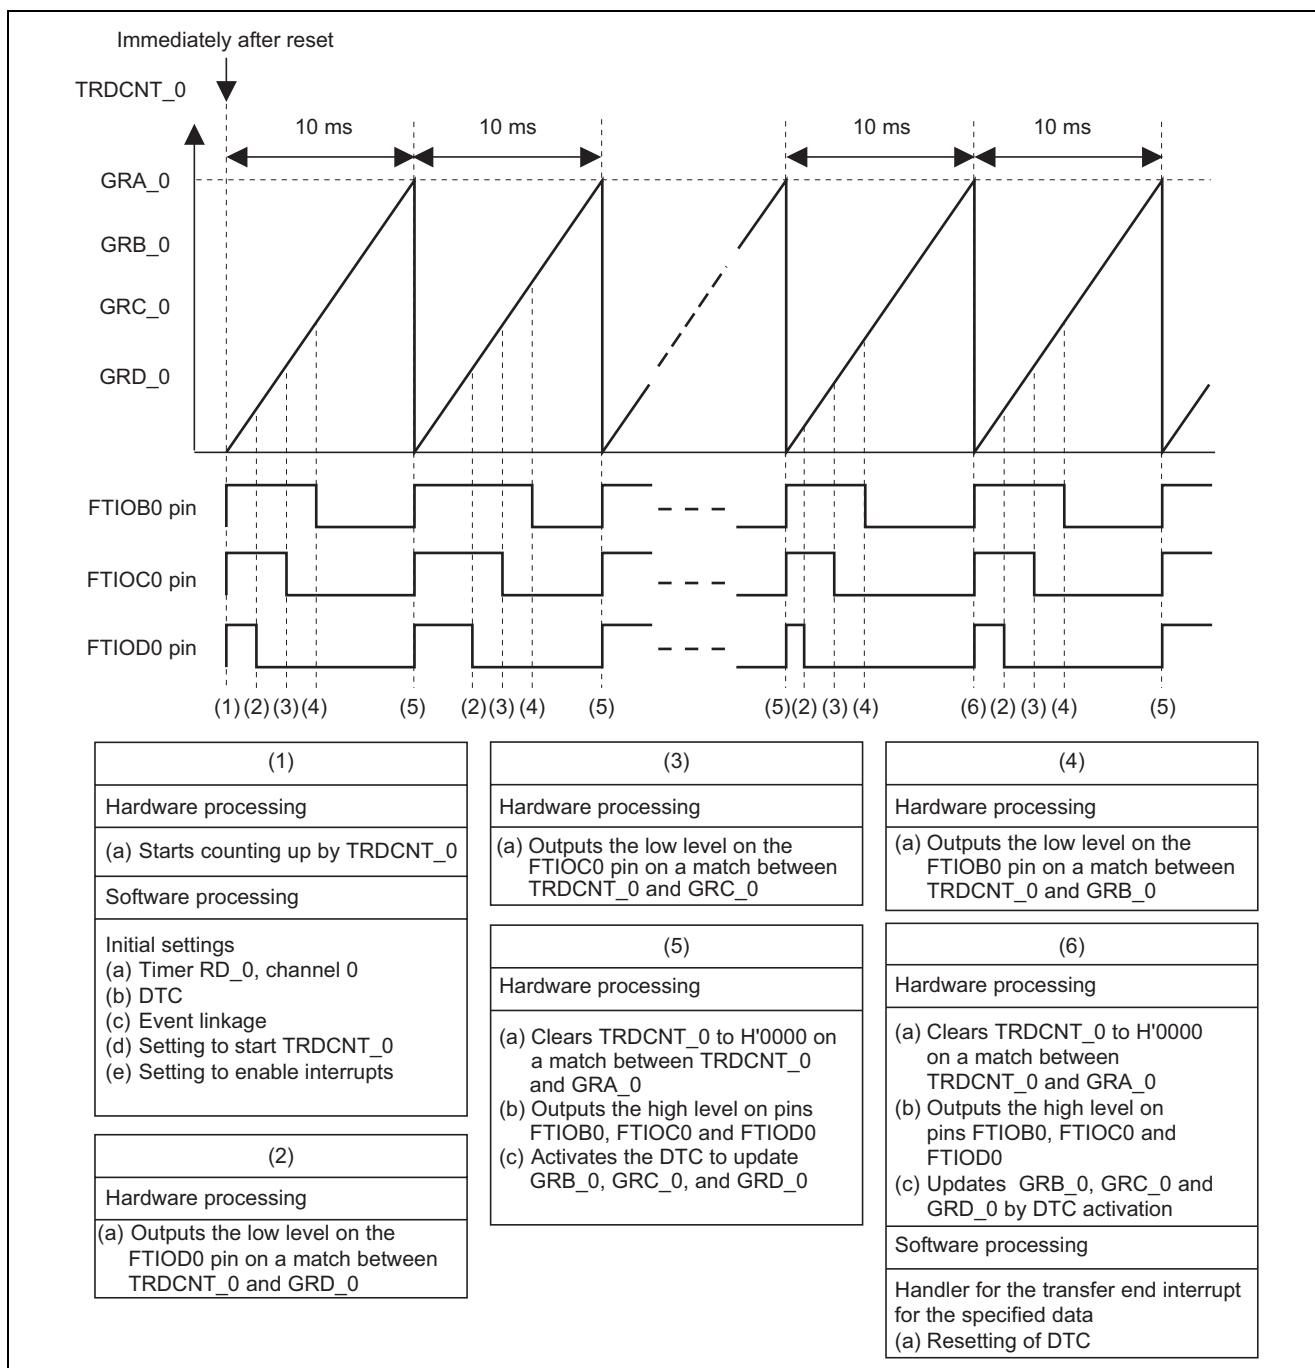 Immediately after reset
TRDCNT_0
10 ms 10 ms 10 ms 10 ms
GRA_0
GRB_0
GRC_0
GRD_0
FTIOB0 pin
FTIOC0 pin
FTIOD0 pin
(1) (2) (3) (4) (5) (2) (3) (4) (5) (5) (2) (3) (4) (6) (2) (3) (4) (5)
(1)
Hardware processing
(a) Starts counting up by TRDCNT_0
Software processing
Initial settings
(a) Timer RD_0, channel 0
(b) DTC
(c) Event linkage
(d) Setting to start TRDCNT_0
(e) Setting to enable interrupts
(2)
Hardware processing
(a) Outputs the low level on the
FTIOD0 pin on a match between
TRDCNT_0 and GRD_0
(3)
Hardware processing
(a) Outputs the low level on the
FTIOC0 pin on a match between
TRDCNT_0 and GRC_0
(5)
Hardware processing
(a) Clears TRDCNT_0 to H'0000 on
a match between TRDCNT_0
and GRA_0
(b) Outputs the high level on pins
FTIOB0, FTIOC0 and FTIOD0
(c) Activates the DTC to update
GRB_0, GRC_0, and GRD_0
(4)
Hardware processing
(a) Outputs the low level on the
FTIOB0 pin on a match between
TRDCNT_0 and GRB_0
(6)
Hardware processing
(a) Clears TRDCNT_0 to H'0000
on a match between
TRDCNT_0 and GRA_0
(b) Outputs the high level on
pins FTIOB0, FTIOC0 and
FTIOD0
(c) Updates GRB_0, GRC_0 and
GRD_0 by DTC activation
Software processing
Handler for the transfer end interrupt
for the specified data
(a) Resetting of DTC